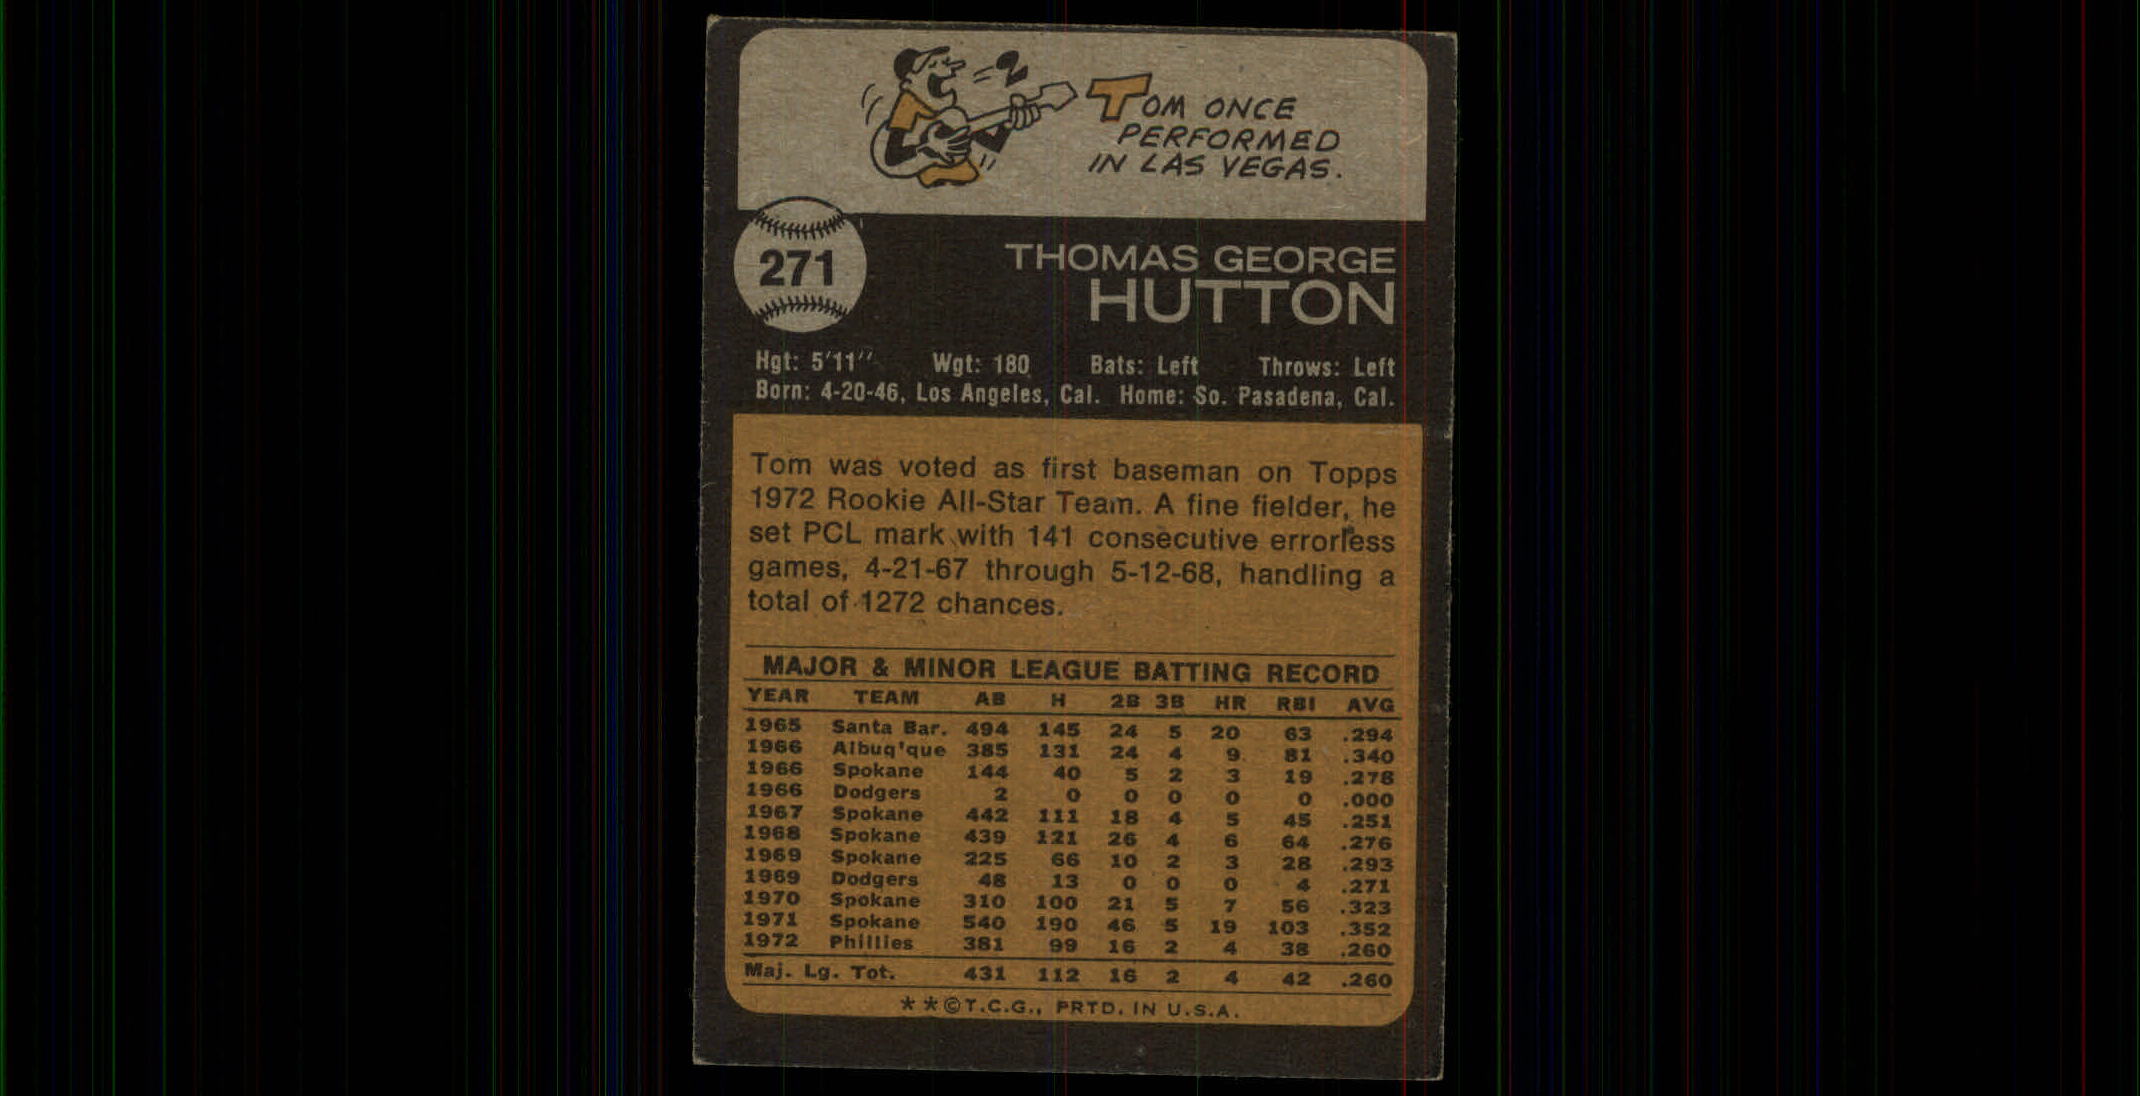 TOM ONCE
PERFORMED
IN LAS VEGAS.
271
THOMAS GEORGE
HUTTON
Hgt: 5'11" Wgt: 180 Bats: Left Throws: Left
Born: 4-20-46, Los Angeles, Cal. Home: So. Pasadena, Cal.
Tom was voted as first baseman on Topps
1972 Rookie All-Star Team. A fine fielder, he
set PCL mark with 141 consecutive errorless
games, 4-21-67 through 5-12-68, handling a
total of 1272 chances.
MAJOR & MINOR LEAGUE BATTING RECORD
YEAR TEAM AB H 2B 3B HR RBI AVG
1965 Santa Bar. 494 145 24 5 20 63 .294
1966 Albuq'que 385 131 24 4 9 81 .340
1966 Spokane 144 40 5 2 3 19 .278
1966 Dodgers 2 0 0 0 0 0 .000
1967 Spokane 442 111 18 4 5 45 .251
1968 Spokane 439 121 26 4 6 64 .276
1969 Spokane 225 66 10 2 3 28 .293
1969 Dodgers 48 13 0 0 0 4 .271
1970 Spokane 310 100 21 5 7 56 .323
1971 Spokane 540 190 46 5 19 103 .352
1972 Phillies 381 99 16 2 4 38 .260
Maj. Lg. Tot. 431 112 16 2 4 42 .260
**©T.C.G., PRTD. IN U.S.A.